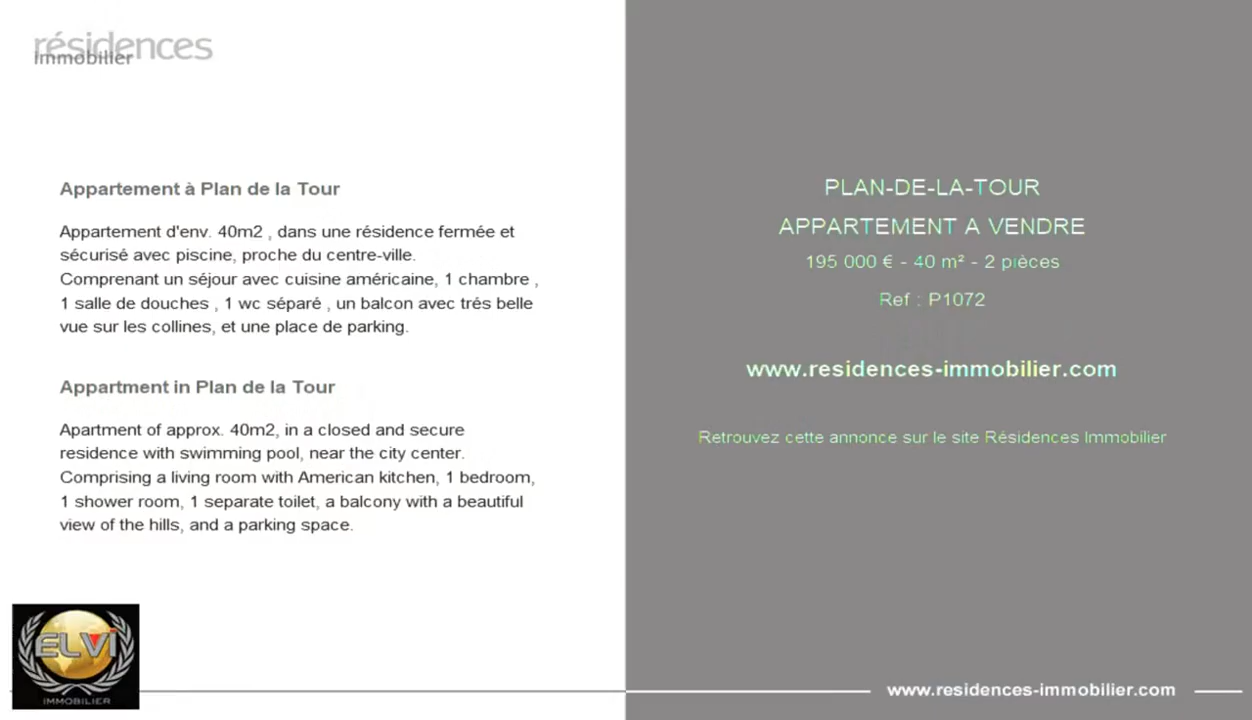 résidences
immobilier
Appartement à Plan de la Tour
Appartement d'env. 40m2 , dans une résidence fermée et
sécurisé avec piscine, proche du centre-ville.
Comprenant un séjour avec cuisine américaine, 1 chambre ,
1 salle de douches , 1 wc séparé , un balcon avec trés belle
vue sur les collines, et une place de parking.
Appartment in Plan de la Tour
Apartment of approx. 40m2, in a closed and secure
residence with swimming pool, near the city center.
Comprising a living room with American kitchen, 1 bedroom,
1 shower room, 1 separate toilet, a balcony with a beautiful
view of the hills, and a parking space.
ELVI
IMMOBILIER
PLAN-DE-LA-TOUR
APPARTEMENT A VENDRE
195 000 € - 40 m² - 2 pièces
Ref : P1072
www.residences-immobilier.com
Retrouvez cette annonce sur le site Résidences Immobilier
www.residences-immobilier.com